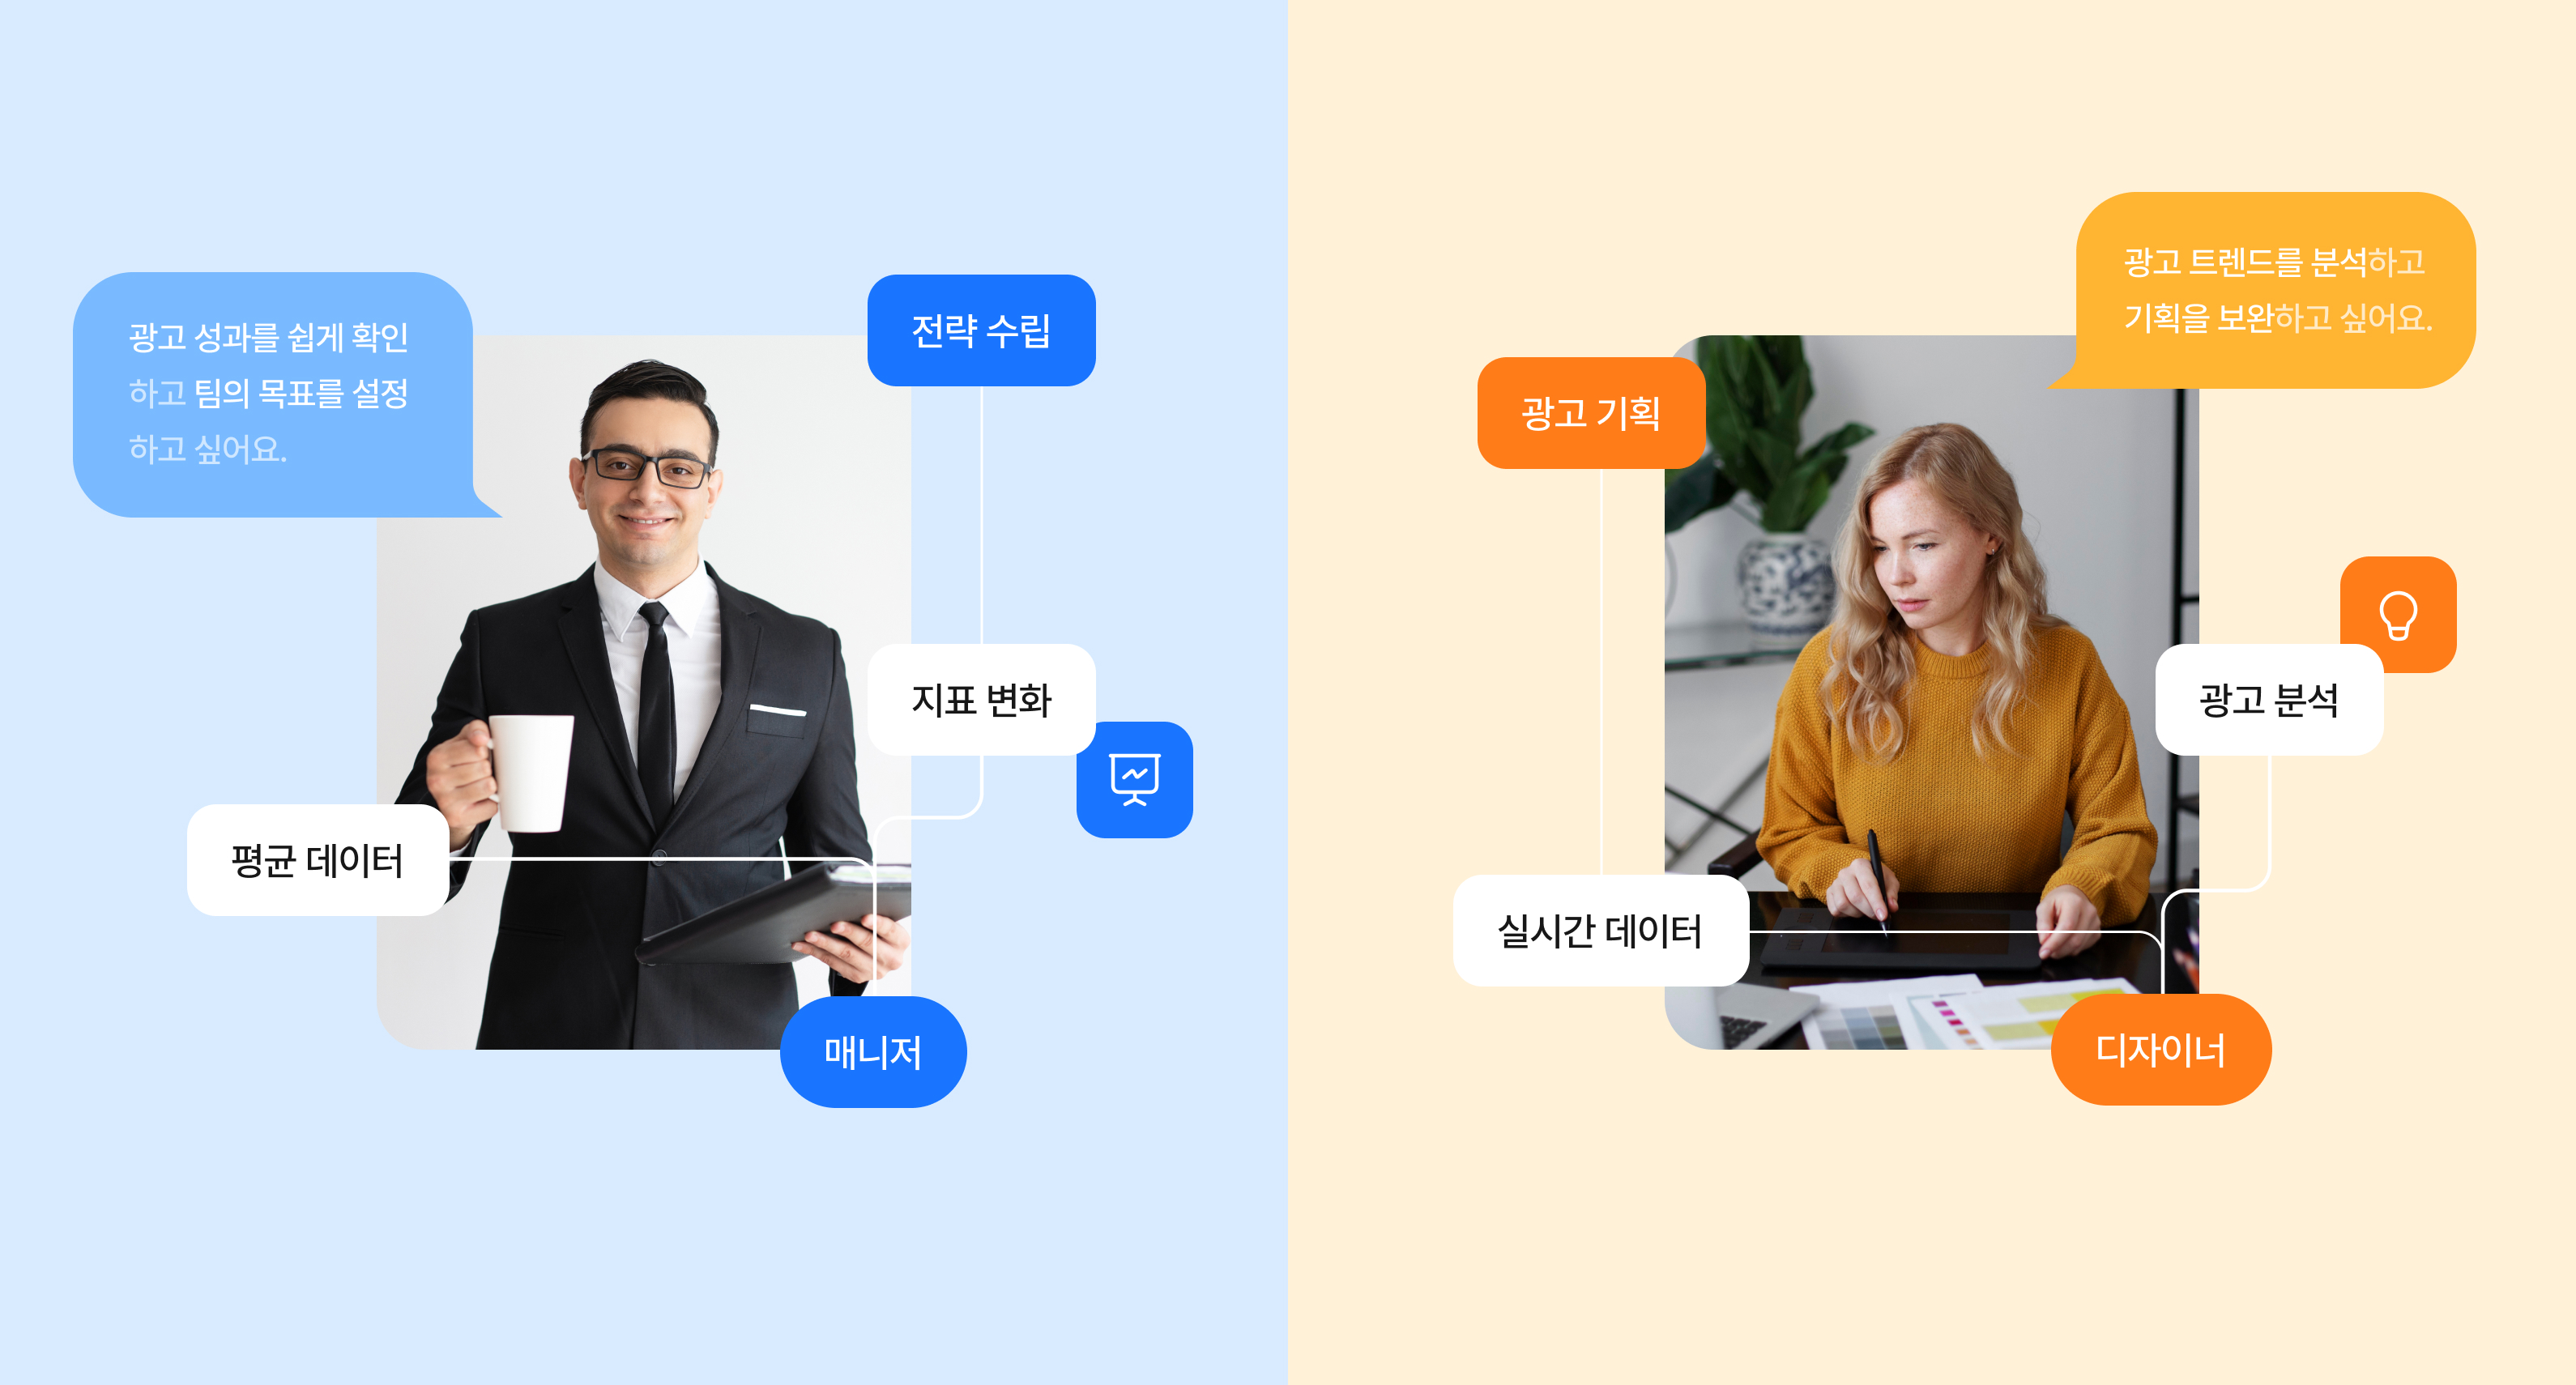 광고 성과를 쉽게 확인
하고 팀의 목표를 설정
하고 싶어요.
전략 수립
지표 변화
평균 데이터
매니저
광고 트렌드를 분석하고
기획을 보완하고 싶어요.
광고 기획
광고 분석
실시간 데이터
디자이너